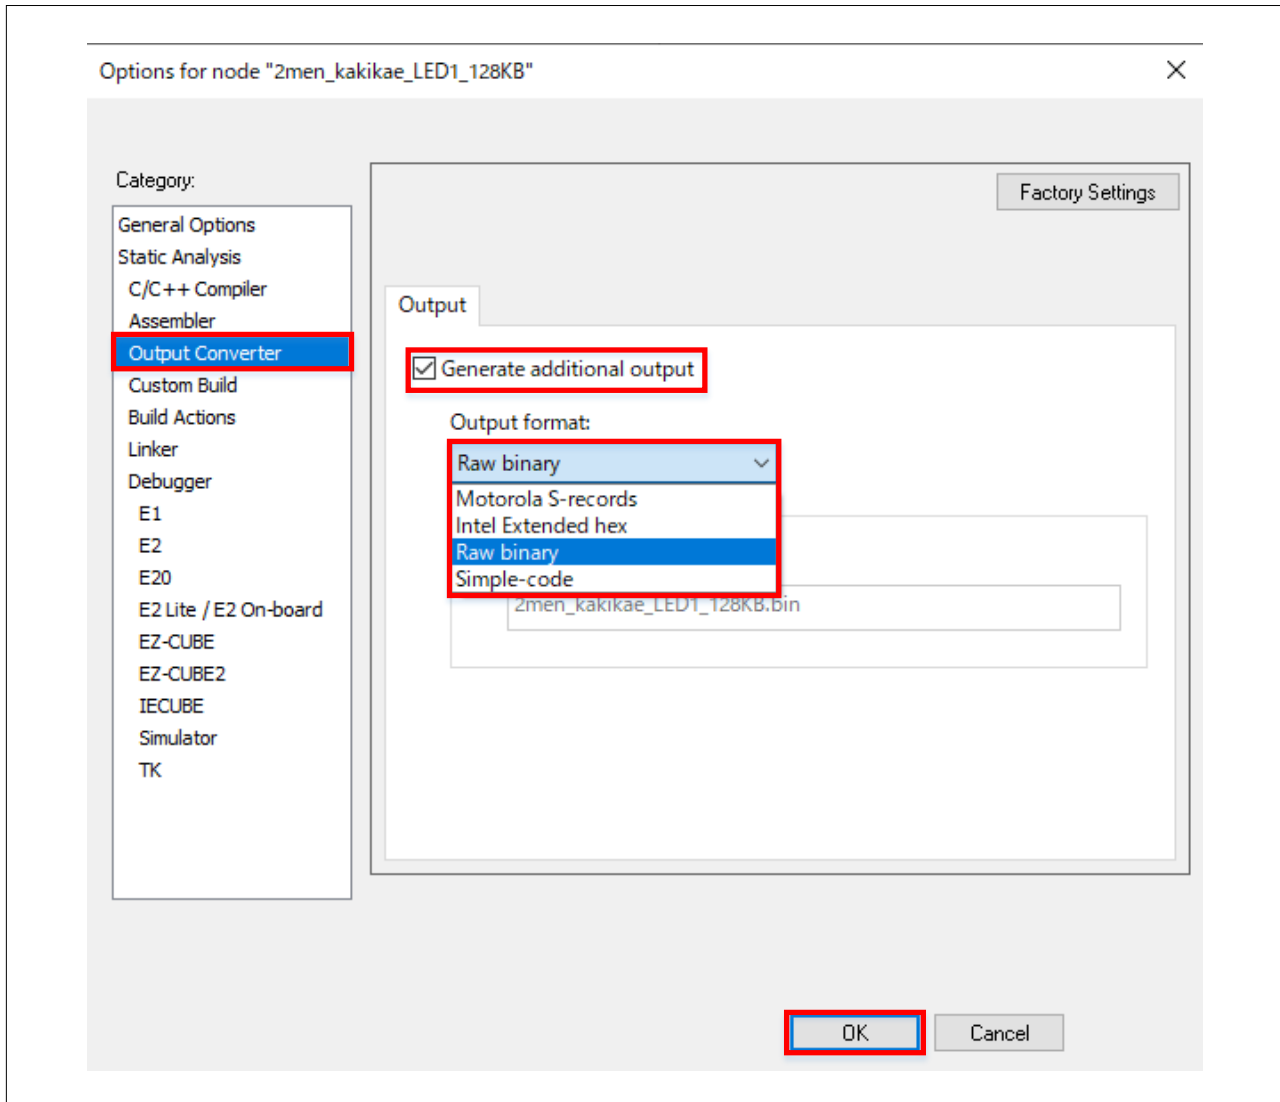 Options for node "2men_kakikae_LED1_128KB"
Category:
General Options
Static Analysis
C/C++ Compiler
Assembler
Output Converter
Custom Build
Build Actions
Linker
Debugger
E1
E2
E20
E2 Lite / E2 On-board
EZ-CUBE
EZ-CUBE2
IECUBE
Simulator
TK
Factory Settings
Output
Generate additional output
Output format:
Raw binary
Motorola S-records
Intel Extended hex
Raw binary
Simple-code
2men_kakikae_LED1_128KB.bin
OK
Cancel